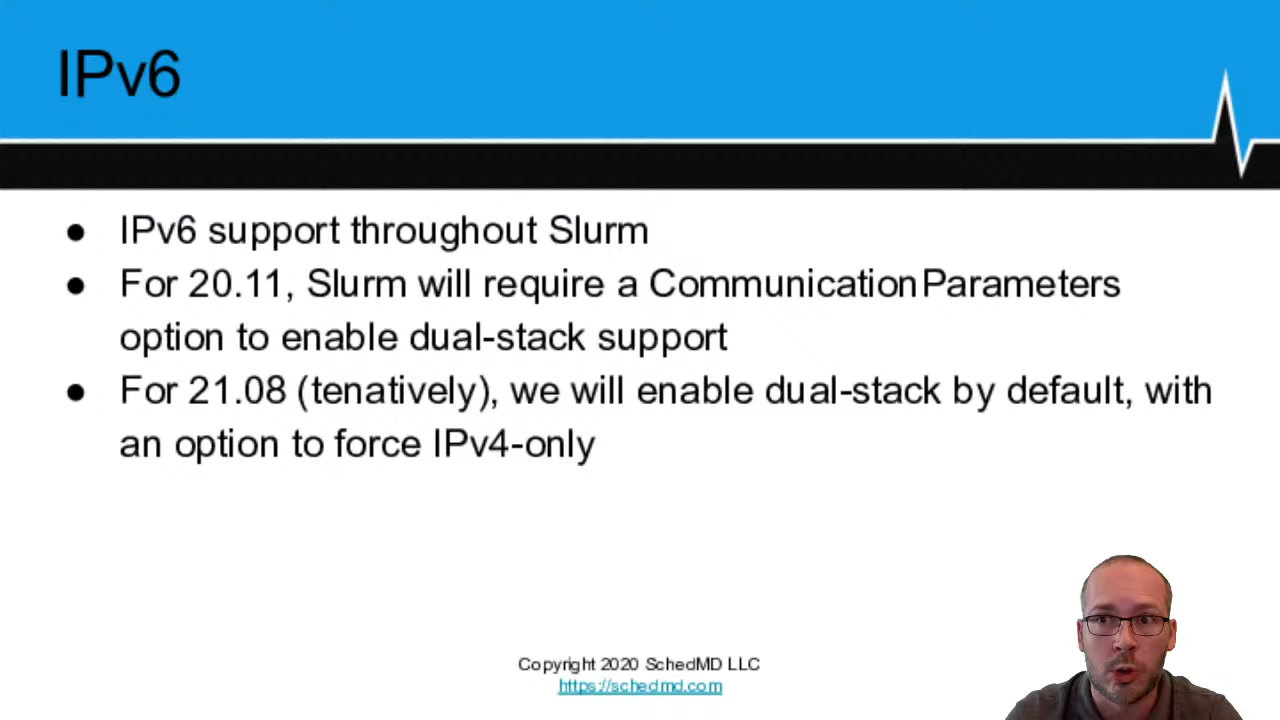 IPv6
● IPv6 support throughout Slurm
● For 20.11, Slurm will require a CommunicationParameters
option to enable dual-stack support
● For 21.08 (tenatively), we will enable dual-stack by default, with
an option to force IPv4-only
Copyright 2020 SchedMD LLC
https://schedmd.com